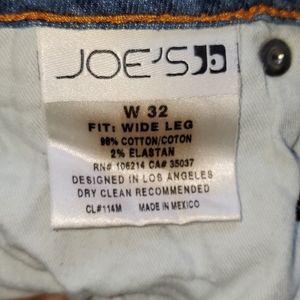 JOE'S
W 32
FIT: WIDE LEG
98% COTTON/COTON
2% ELASTAN
RN# 106214 CA# 35037
DESIGNED IN LOS ANGELES
DRY CLEAN RECOMMENDED
CL#114M MADE IN MEXICO